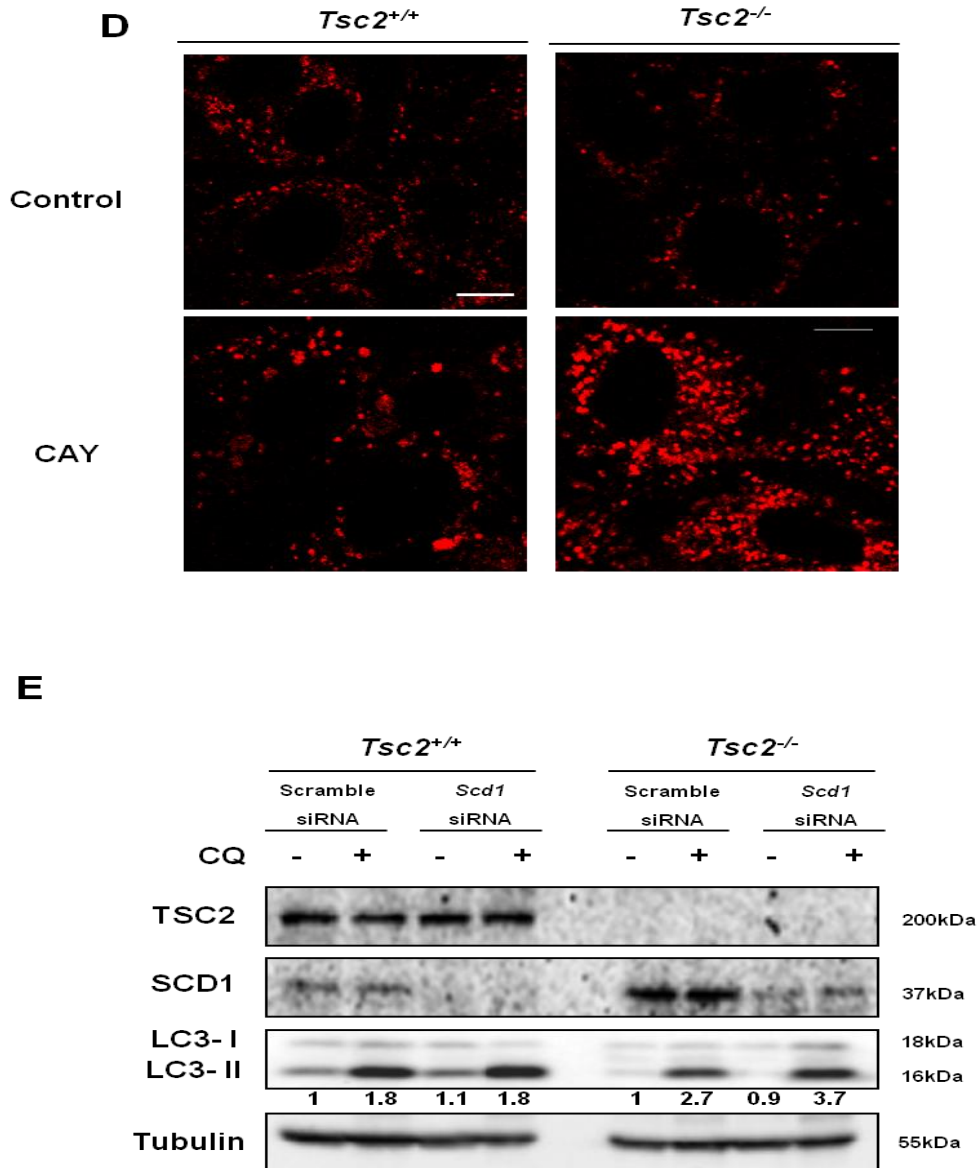 D
Tsc2+/+ Tsc2-/-
Control
CAY
E
Tsc2+/+ Tsc2-/-
Scramble Scd1 Scramble Scd1
siRNA siRNA siRNA siRNA
CQ - + - + - + - +
TSC2 200kDa
SCD1 37kDa
LC3- I 18kDa
LC3- II 16kDa
1 1.8 1.1 1.8 1 2.7 0.9 3.7
Tubulin 55kDa